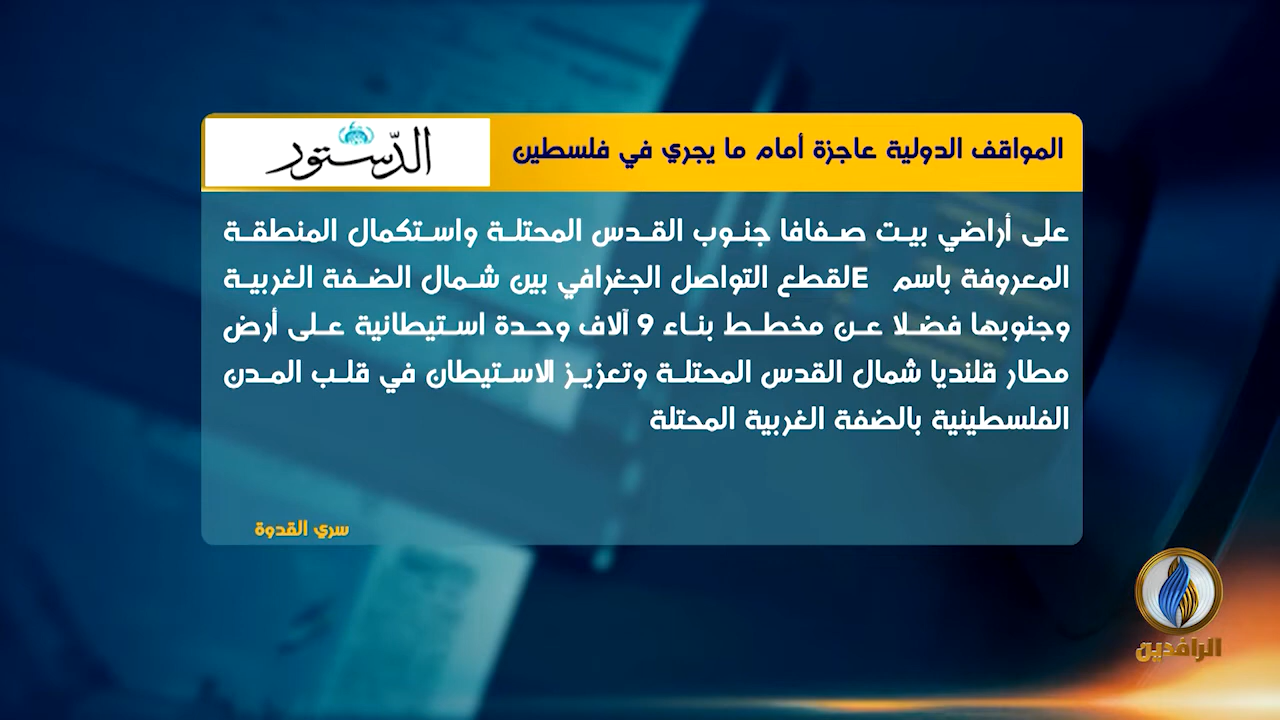 المواقف الدولية عاجزة أمام ما يجري في فلسطين
الدستور
على أراضي بيت صفافا جنوب القدس المحتلة واستكمال المنطقة
المعروفة باسم Eلقطع التواصل الجغرافي بين شمال الضفة الغربية
وجنوبها فضلا عن مخطط بناء 9 آلاف وحدة استيطانية على أرض
مطار قلنديا شمال القدس المحتلة وتعزيز الاستيطان في قلب المدن
الفلسطينية بالضفة الغربية المحتلة
سري القدوة
الرافدين